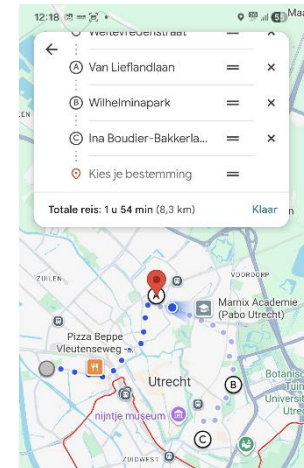 12:18
Weltevredenstraat
A Van Lieflandlaan
B Wilhelminapark
C Ina Boudier-Bakkerla...
Kies je bestemming
Totale reis: 1 u 54 min (8,3 km) Klaar
ZUILEN
VOORDORP
A
Marnix Academie
(Pabo Utrecht)
Pizza Beppe
Vleutenseweg
Utrecht
B
nijntje museum
C
ZUIDWEST